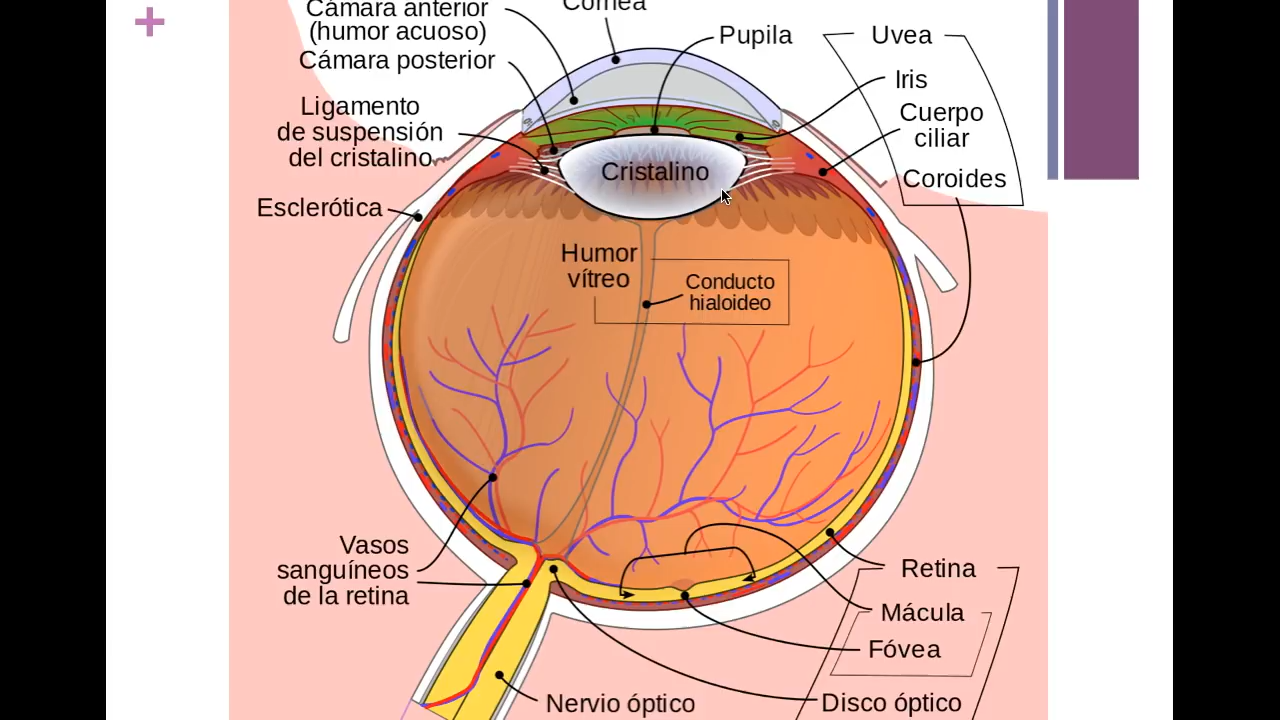 Cámara anterior
(humor acuoso)
Cámara posterior
Córnea
Pupila
Uvea
Iris
Cuerpo
ciliar
Coroides
Ligamento
de suspensión
del cristalino
Cristalino
Esclerótica
Humor
vítreo
Conducto
hialoideo
Vasos
sanguíneos
de la retina
Retina
Mácula
Fóvea
Nervio óptico
Disco óptico